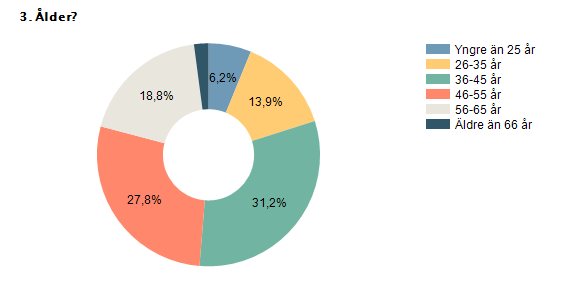 3. Ålder?
6,2%
13,9%
31,2%
27,8%
18,8%
Yngre än 25 år
26-35 år
36-45 år
46-55 år
56-65 år
Äldre än 66 år